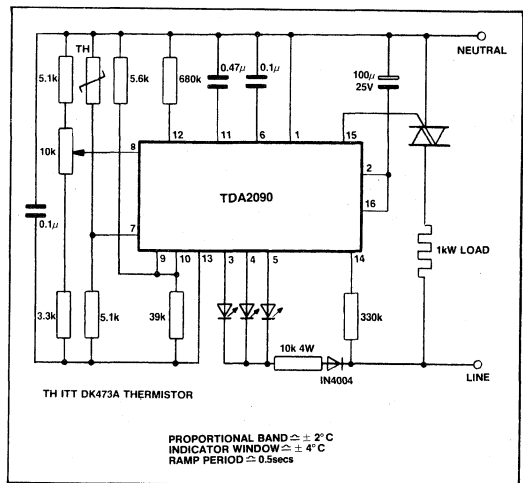 NEUTRAL
TH
5.1k
5.6k
680k
0.47µ
0.1µ
100µ
25V
12
11
6
1
15
10k
8
2
TDA2090
16
0.1µ
7
9
10
13
3
4
5
14
1kW LOAD
3.3k
5.1k
39k
330k
10k 4W
IN4004
LINE
TH ITT DK473A THERMISTOR
PROPORTIONAL BAND ≏ ± 2°C
INDICATOR WINDOW ≏ ± 4°C
RAMP PERIOD ≏ 0.5secs